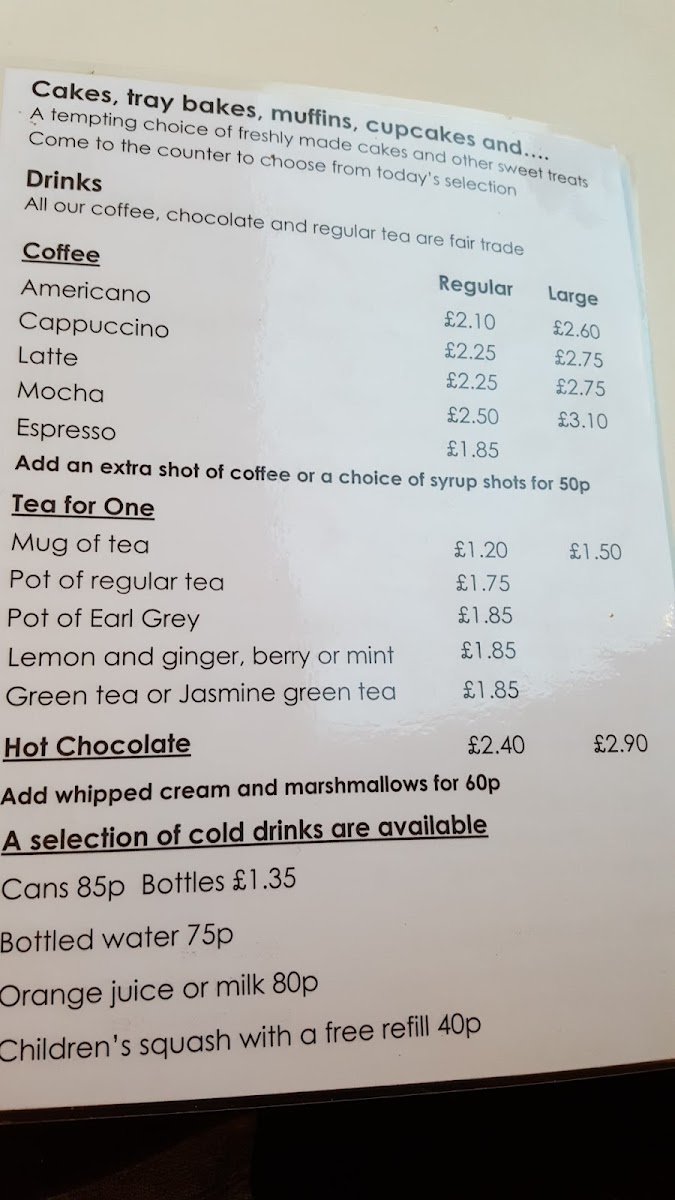 Cakes, tray bakes, muffins, cupcakes and....
A tempting choice of freshly made cakes and other sweet treats
Come to the counter to choose from today's selection
Drinks
All our coffee, chocolate and regular tea are fair trade
Coffee Regular Large
Americano £2.10 £2.60
Cappuccino £2.25 £2.75
Latte £2.25 £2.75
Mocha £2.50 £3.10
Espresso £1.85
Add an extra shot of coffee or a choice of syrup shots for 50p
Tea for One
Mug of tea £1.20 £1.50
Pot of regular tea £1.75
Pot of Earl Grey £1.85
Lemon and ginger, berry or mint £1.85
Green tea or Jasmine green tea £1.85
Hot Chocolate £2.40 £2.90
Add whipped cream and marshmallows for 60p
A selection of cold drinks are available
Cans 85p Bottles £1.35
Bottled water 75p
Orange juice or milk 80p
Children's squash with a free refill 40p